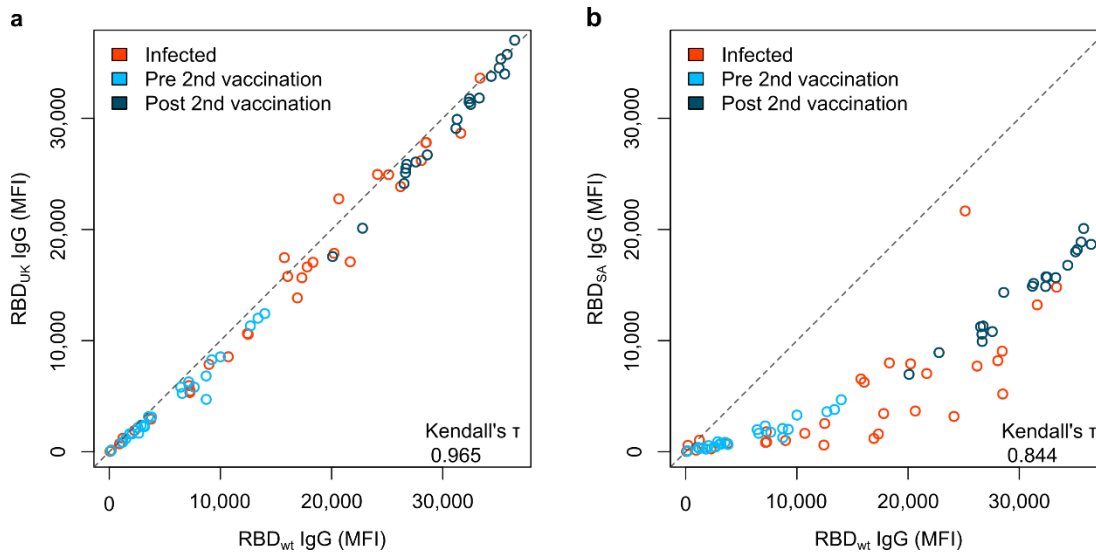 a
Infected
Pre 2nd vaccination
Post 2nd vaccination
Kendall's τ
0.965
0
10,000
20,000
30,000
RBDUK IgG (MFI)
0
10,000
20,000
30,000
RBDwt IgG (MFI)
b
Infected
Pre 2nd vaccination
Post 2nd vaccination
Kendall's τ
0.844
0
10,000
20,000
30,000
RBDSA IgG (MFI)
0
10,000
20,000
30,000
RBDwt IgG (MFI)